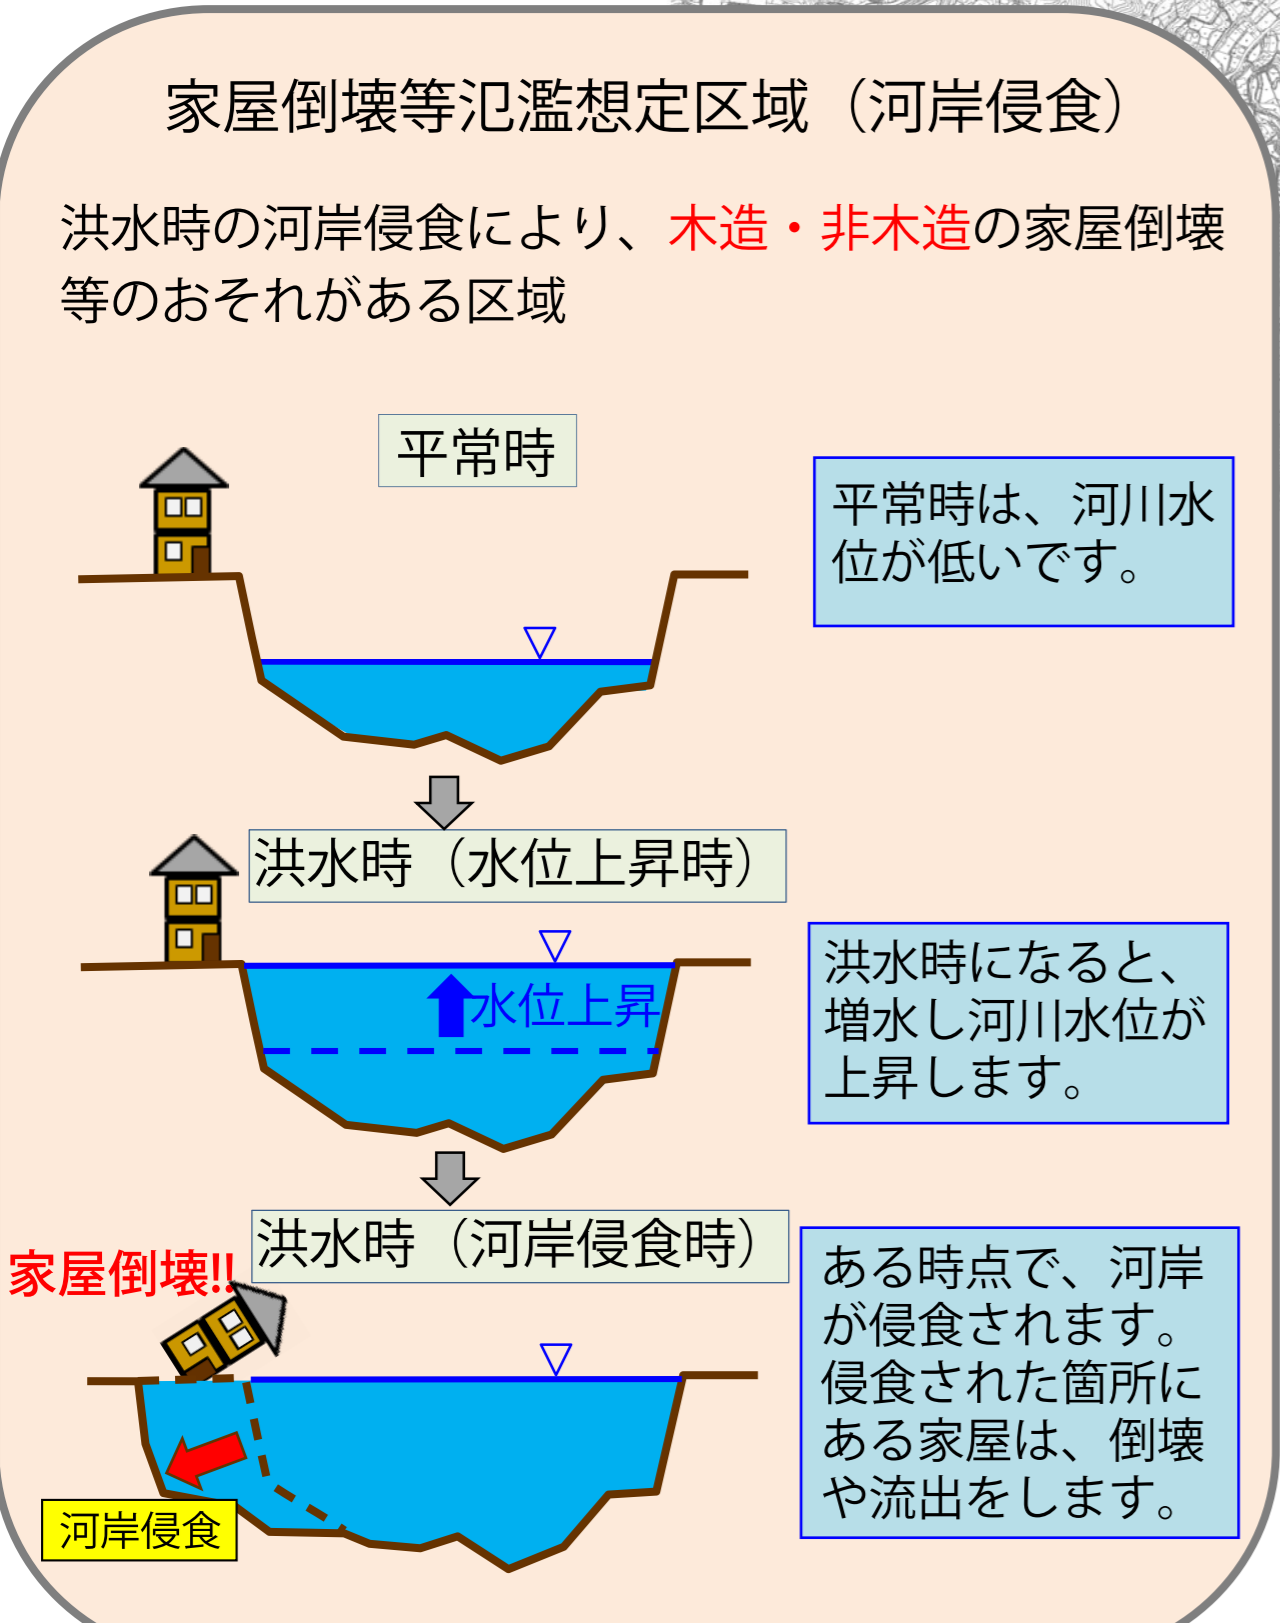 家屋倒壊等氾濫想定区域（河岸侵食）
洪水時の河岸侵食により、木造・非木造の家屋倒壊
等のおそれがある区域
平常時
平常時は、河川水
位が低いです。
洪水時（水位上昇時）
水位上昇
洪水時になると、
増水し河川水位が
上昇します。
洪水時（河岸侵食時）
家屋倒壊!!
ある時点で、河岸
が侵食されます。
侵食された箇所に
ある家屋は、倒壊
や流出をします。
河岸侵食